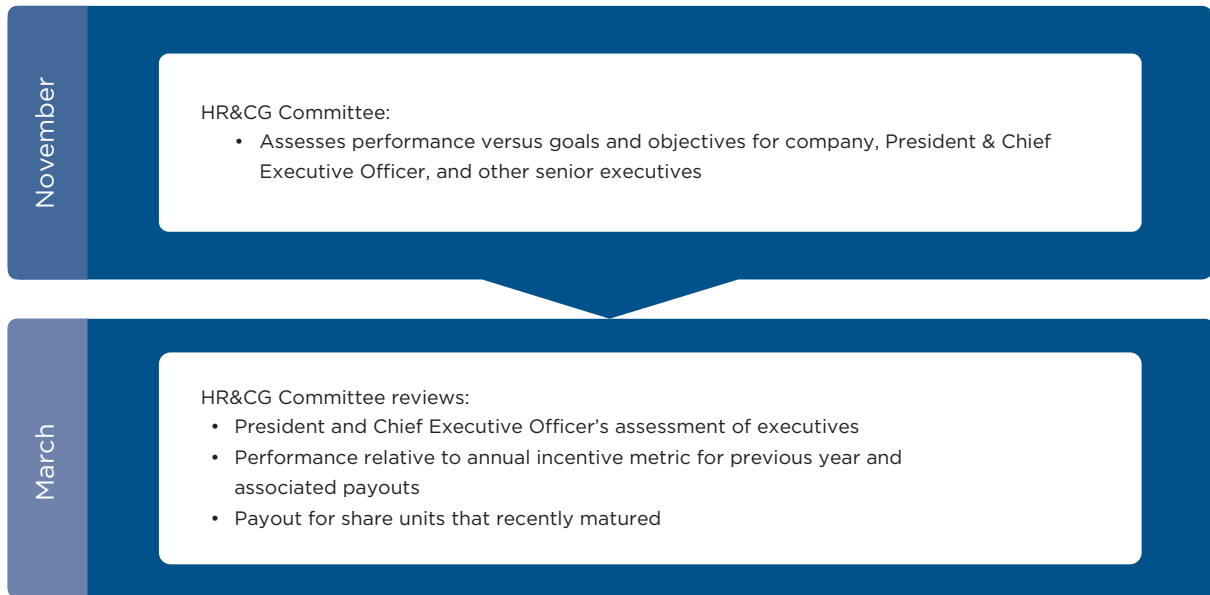 November
HR&CG Committee:
• Assesses performance versus goals and objectives for company, President & Chief
Executive Officer, and other senior executives
March
HR&CG Committee reviews:
• President and Chief Executive Officer’s assessment of executives
• Performance relative to annual incentive metric for previous year and
associated payouts
• Payout for share units that recently matured